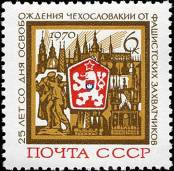 25 ЛЕТ СО ДНЯ ОСВОБОЖДЕНИЯ ЧЕХОСЛОВАКИИ ОТ ФАШИСТСКИХ ЗАХВАТЧИКОВ
1970
6
ПОЧТА СССР